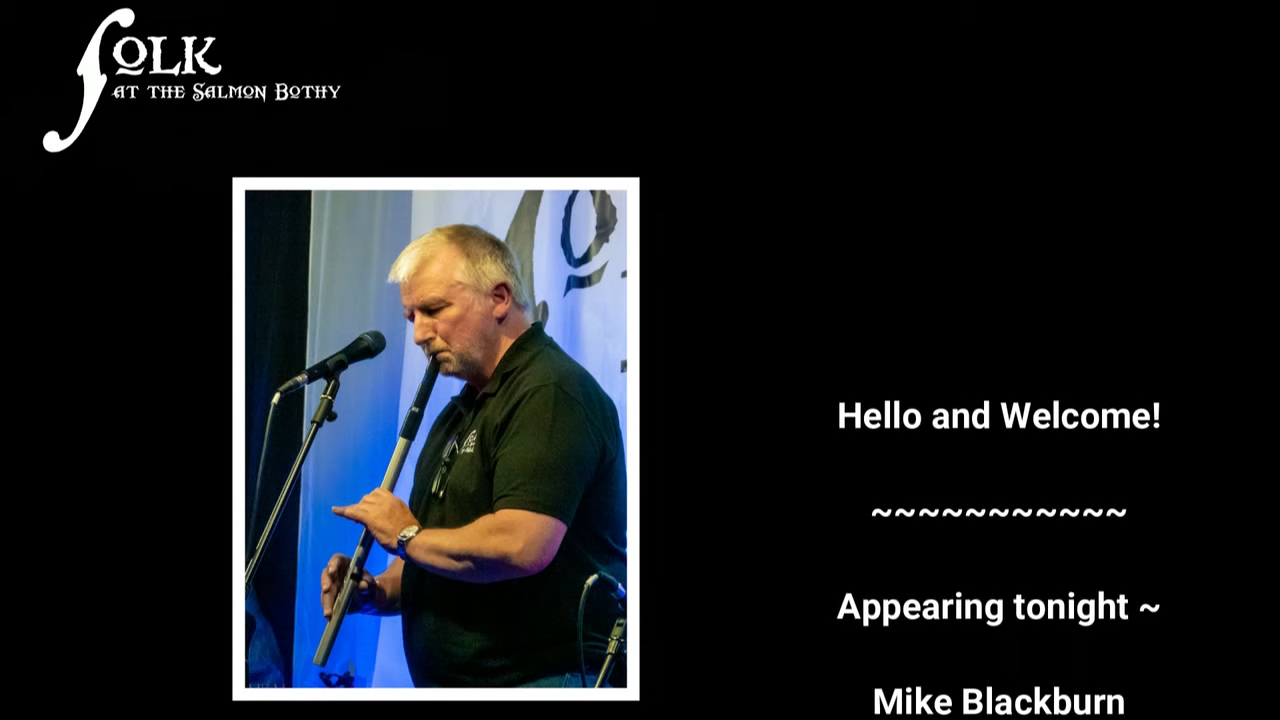 FOLK
AT THE SALMON BOTHY
Hello and Welcome!
~~~~~~~~~~~
Appearing tonight ~
Mike Blackburn